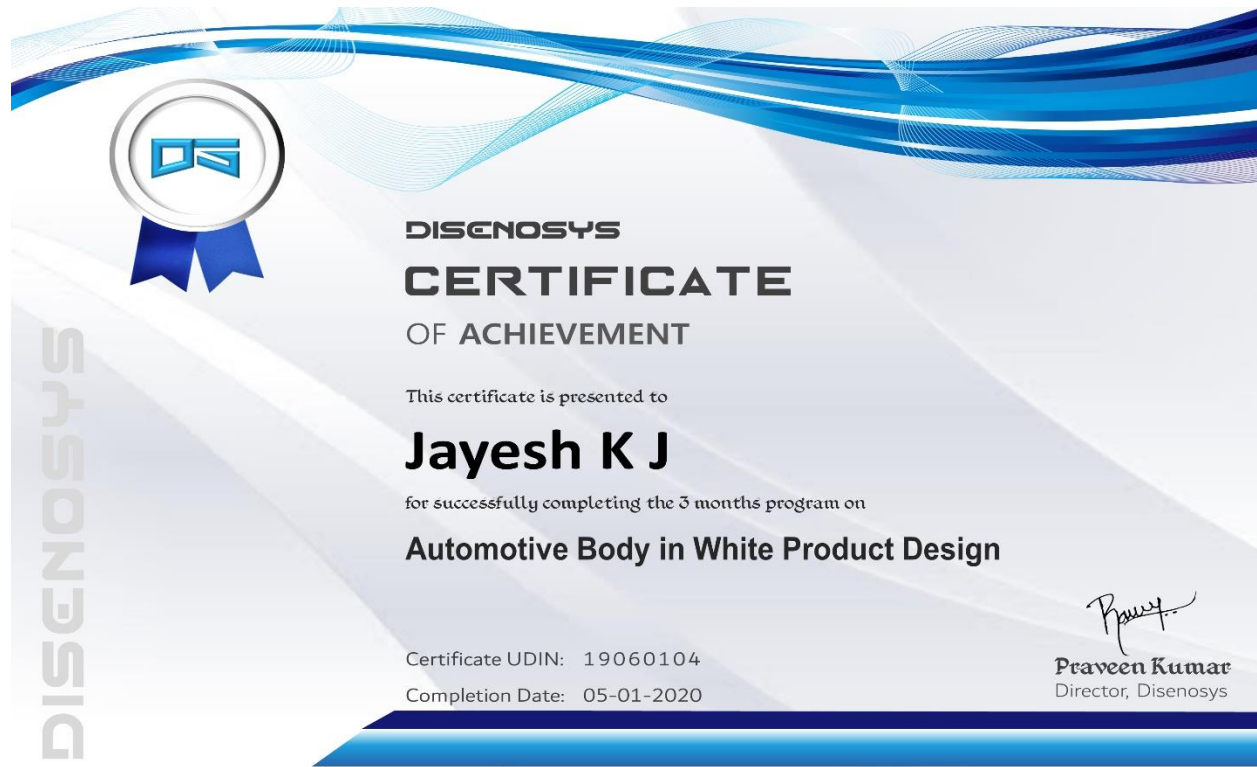 DS
DISENOSYS
DISENOSYS
CERTIFICATE
OF ACHIEVEMENT
This certificate is presented to
Jayesh K J
for successfully completing the 3 months program on
Automotive Body in White Product Design
Certificate UDIN: 19060104
Completion Date: 05-01-2020
Praveen Kumar
Director, Disenosys